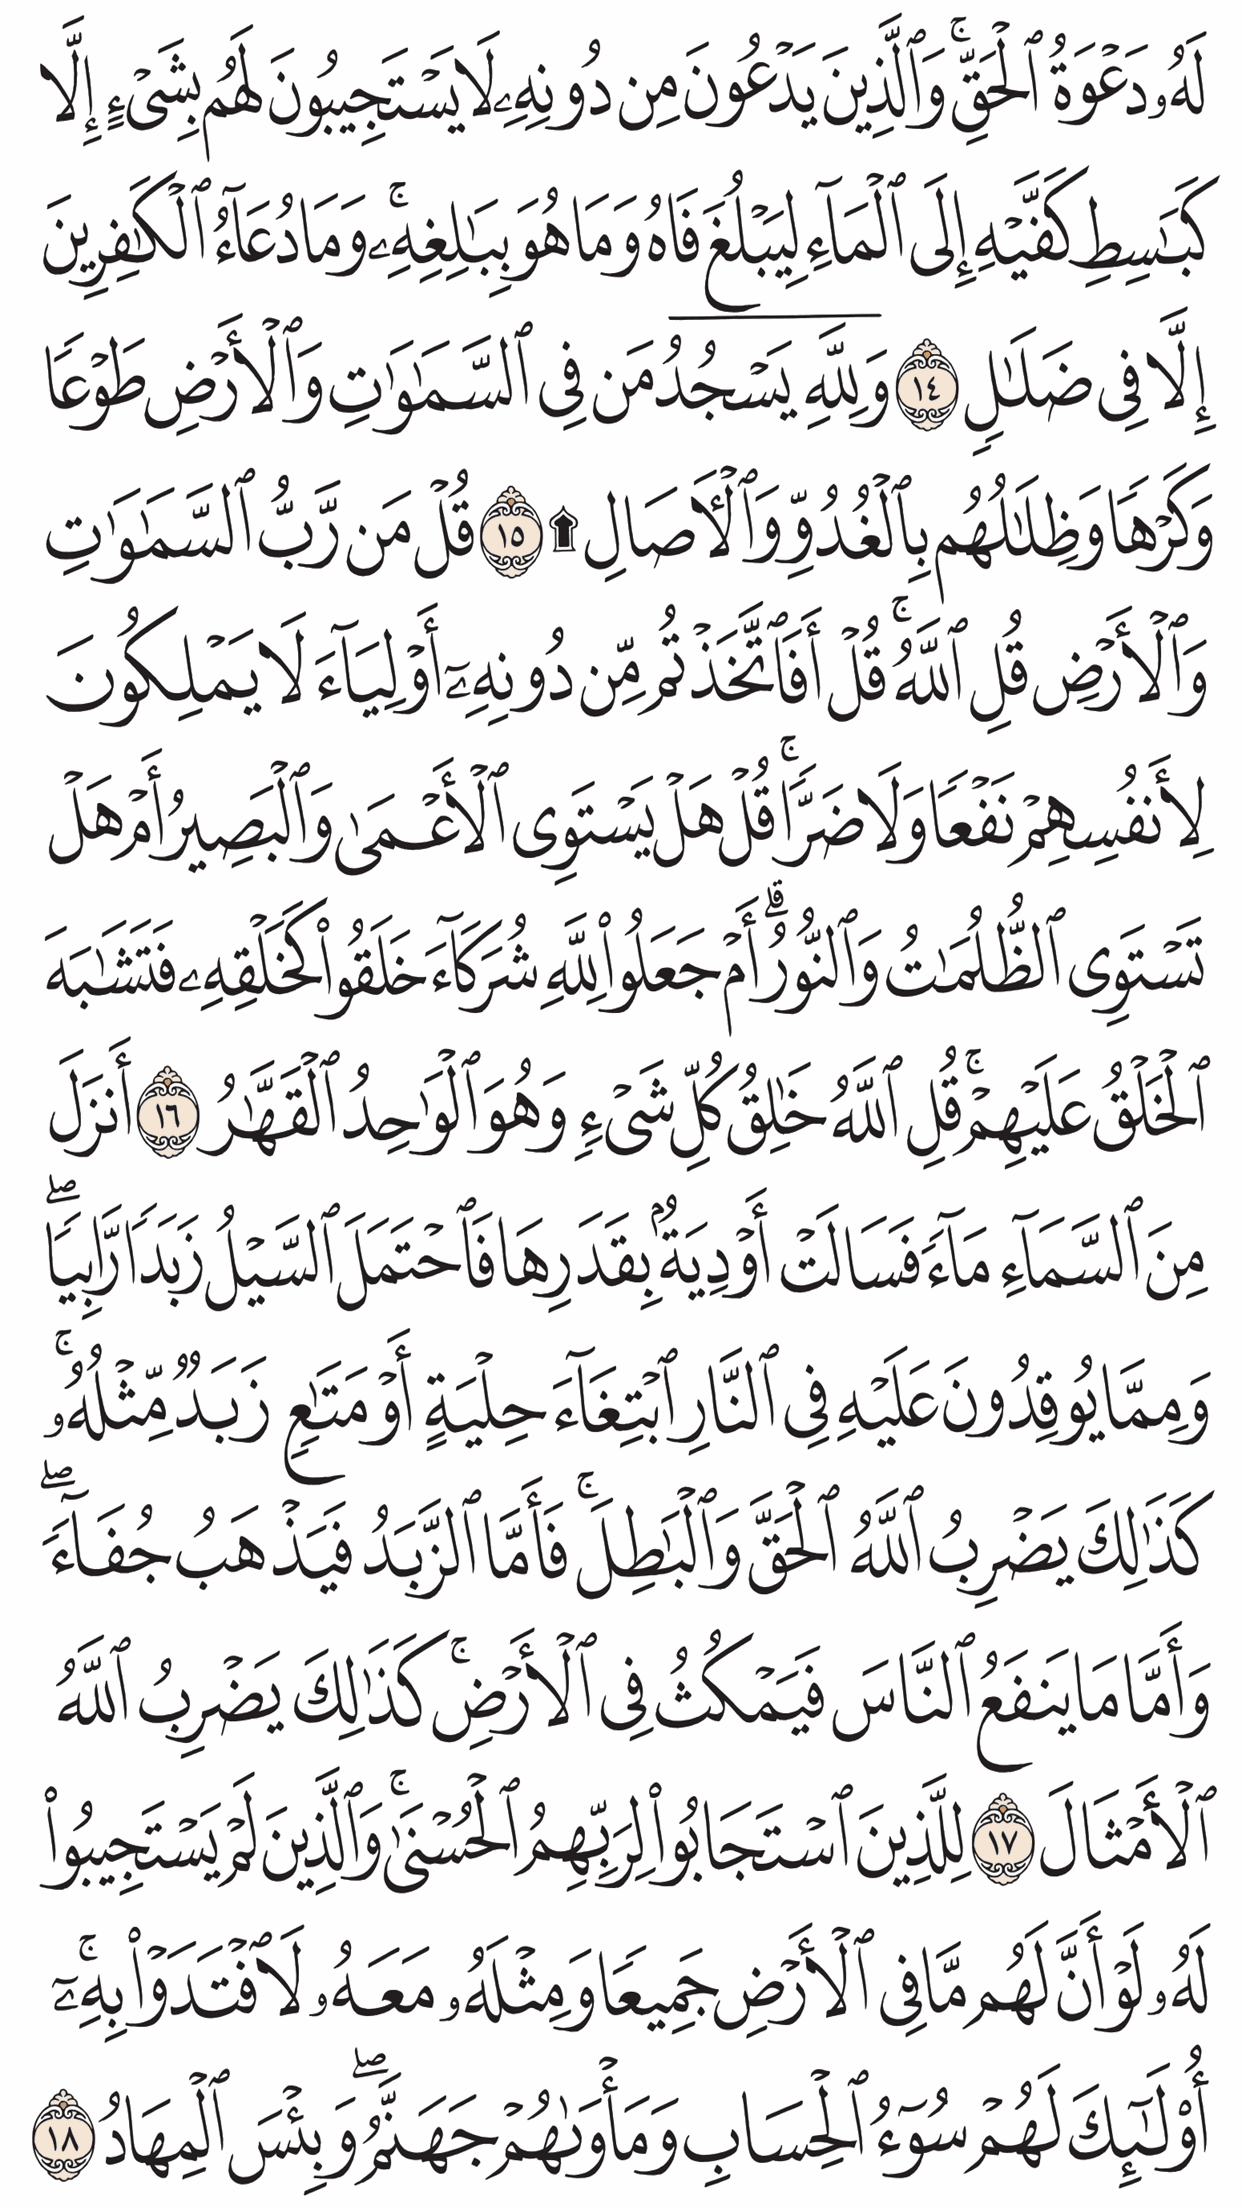 لَهُۥ دَعۡوَةُ ٱلۡحَقِّۚ وَٱلَّذِينَ يَدۡعُونَ مِن دُونِهِۦ لَا يَسۡتَجِيبُونَ لَهُم بِشَيۡءٍ إِلَّا
كَبَٰسِطِ كَفَّيۡهِ إِلَى ٱلۡمَآءِ لِيَبۡلُغَ فَاهُ وَمَا هُوَ بِبَٰلِغِهِۦۚ وَمَا دُعَآءُ ٱلۡكَٰفِرِينَ
إِلَّا فِي ضَلَٰلٖ ١٤ وَلِلَّهِۤ يَسۡجُدُۤ مَن فِي ٱلسَّمَٰوَٰتِ وَٱلۡأَرۡضِ طَوۡعٗا
وَكَرۡهٗا وَظِلَٰلُهُم بِٱلۡغُدُوِّ وَٱلۡأٓصَالِ ۩ ١٥ قُلۡ مَن رَّبُّ ٱلسَّمَٰوَٰتِ
وَٱلۡأَرۡضِ قُلِ ٱللَّهُۚ قُلۡ أَفَٱتَّخَذۡتُم مِّن دُونِهِۦٓ أَوۡلِيَآءَ لَا يَمۡلِكُونَ
لِأَنفُسِهِمۡ نَفۡعٗا وَلَا ضَرّٗاۚ قُلۡ هَلۡ يَسۡتَوِي ٱلۡأَعۡمَىٰ وَٱلۡبَصِيرُ أَمۡ هَلۡ
تَسۡتَوِي ٱلظُّلُمَٰتُ وَٱلنُّورُۗ أَمۡ جَعَلُواْ لِلَّهِ شُرَكَآءَ خَلَقُواْ كَخَلۡقِهِۦ فَتَشَٰبَهَ
ٱلۡخَلۡقُ عَلَيۡهِمۡۚ قُلِ ٱللَّهُ خَٰلِقُ كُلِّ شَيۡءٖ وَهُوَ ٱلۡوَٰحِدُ ٱلۡقَهَّٰرُ ١٦ أَنزَلَ
مِنَ ٱلسَّمَآءِ مَآءٗ فَسَالَتۡ أَوۡدِيَةُۢ بِقَدَرِهَا فَٱحۡتَمَلَ ٱلسَّيۡلُ زَبَدٗا رَّابِيٗاۖ
وَمِمَّا يُوقِدُونَ عَلَيۡهِ فِي ٱلنَّارِ ٱبۡتِغَآءَ حِلۡيَةٍ أَوۡ مَتَٰعٖ زَبَدٞ مِّثۡلُهُۥۚ
كَذَٰلِكَ يَضۡرِبُ ٱللَّهُ ٱلۡحَقَّ وَٱلۡبَٰطِلَۚ فَأَمَّا ٱلزَّبَدُ فَيَذۡهَبُ جُفَآءٗۖ
وَأَمَّا مَا يَنفَعُ ٱلنَّاسَ فَيَمۡكُثُ فِي ٱلۡأَرۡضِۚ كَذَٰلِكَ يَضۡرِبُ ٱللَّهُ
ٱلۡأَمۡثَالَ ١٧ لِلَّذِينَ ٱسۡتَجَابُواْ لِرَبِّهِمُ ٱلۡحُسۡنَىٰۚ وَٱلَّذِينَ لَمۡ يَسۡتَجِيبُواْ
لَهُۥ لَوۡ أَنَّ لَهُم مَّا فِي ٱلۡأَرۡضِ جَمِيعٗا وَمِثۡلَهُۥ مَعَهُۥ لَٱفۡتَدَوۡاْ بِهِۦٓۚ
أُوْلَٰٓئِكَ لَهُمۡ سُوٓءُ ٱلۡحِسَابِ وَمَأۡوَىٰهُمۡ جَهَنَّمُۖ وَبِئۡسَ ٱلۡمِهَادُ ١٨